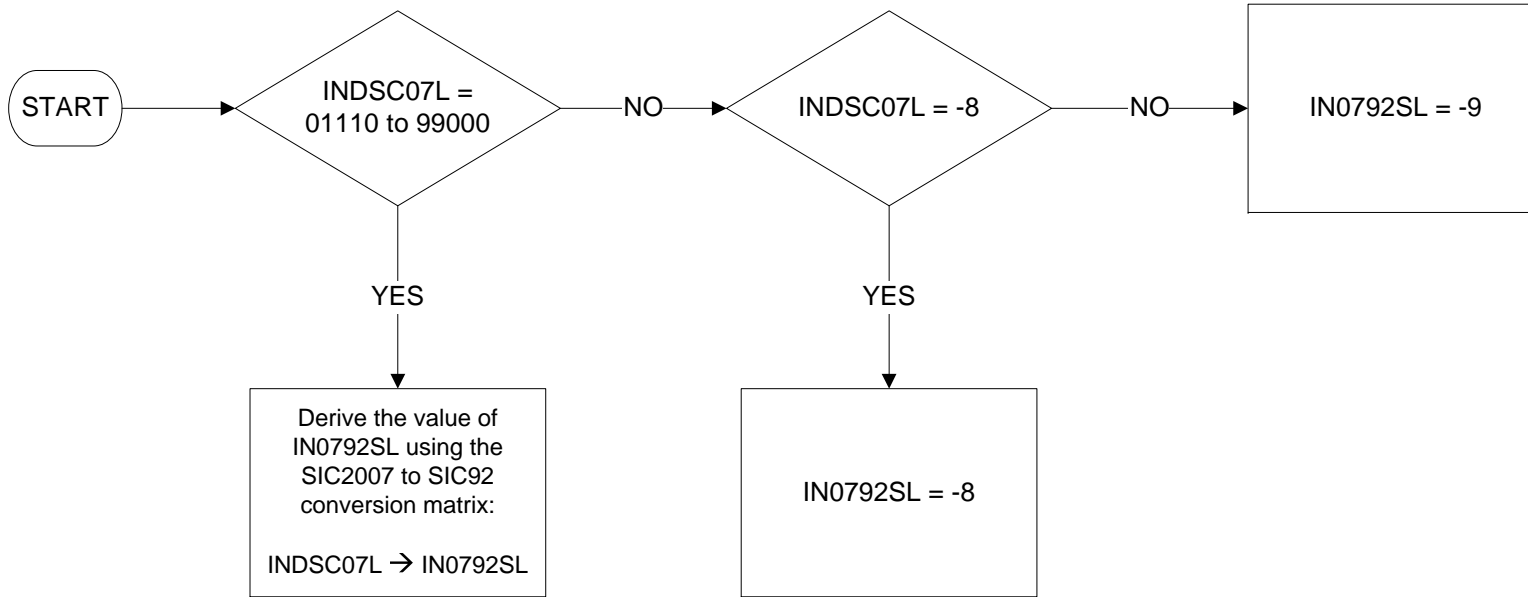 START
INDSC07L =
01110 to 99000
NO
INDSC07L = -8
NO
IN0792SL = -9
YES
YES
Derive the value of
IN0792SL using the
SIC2007 to SIC92
conversion matrix:
INDSC07L → IN0792SL
IN0792SL = -8